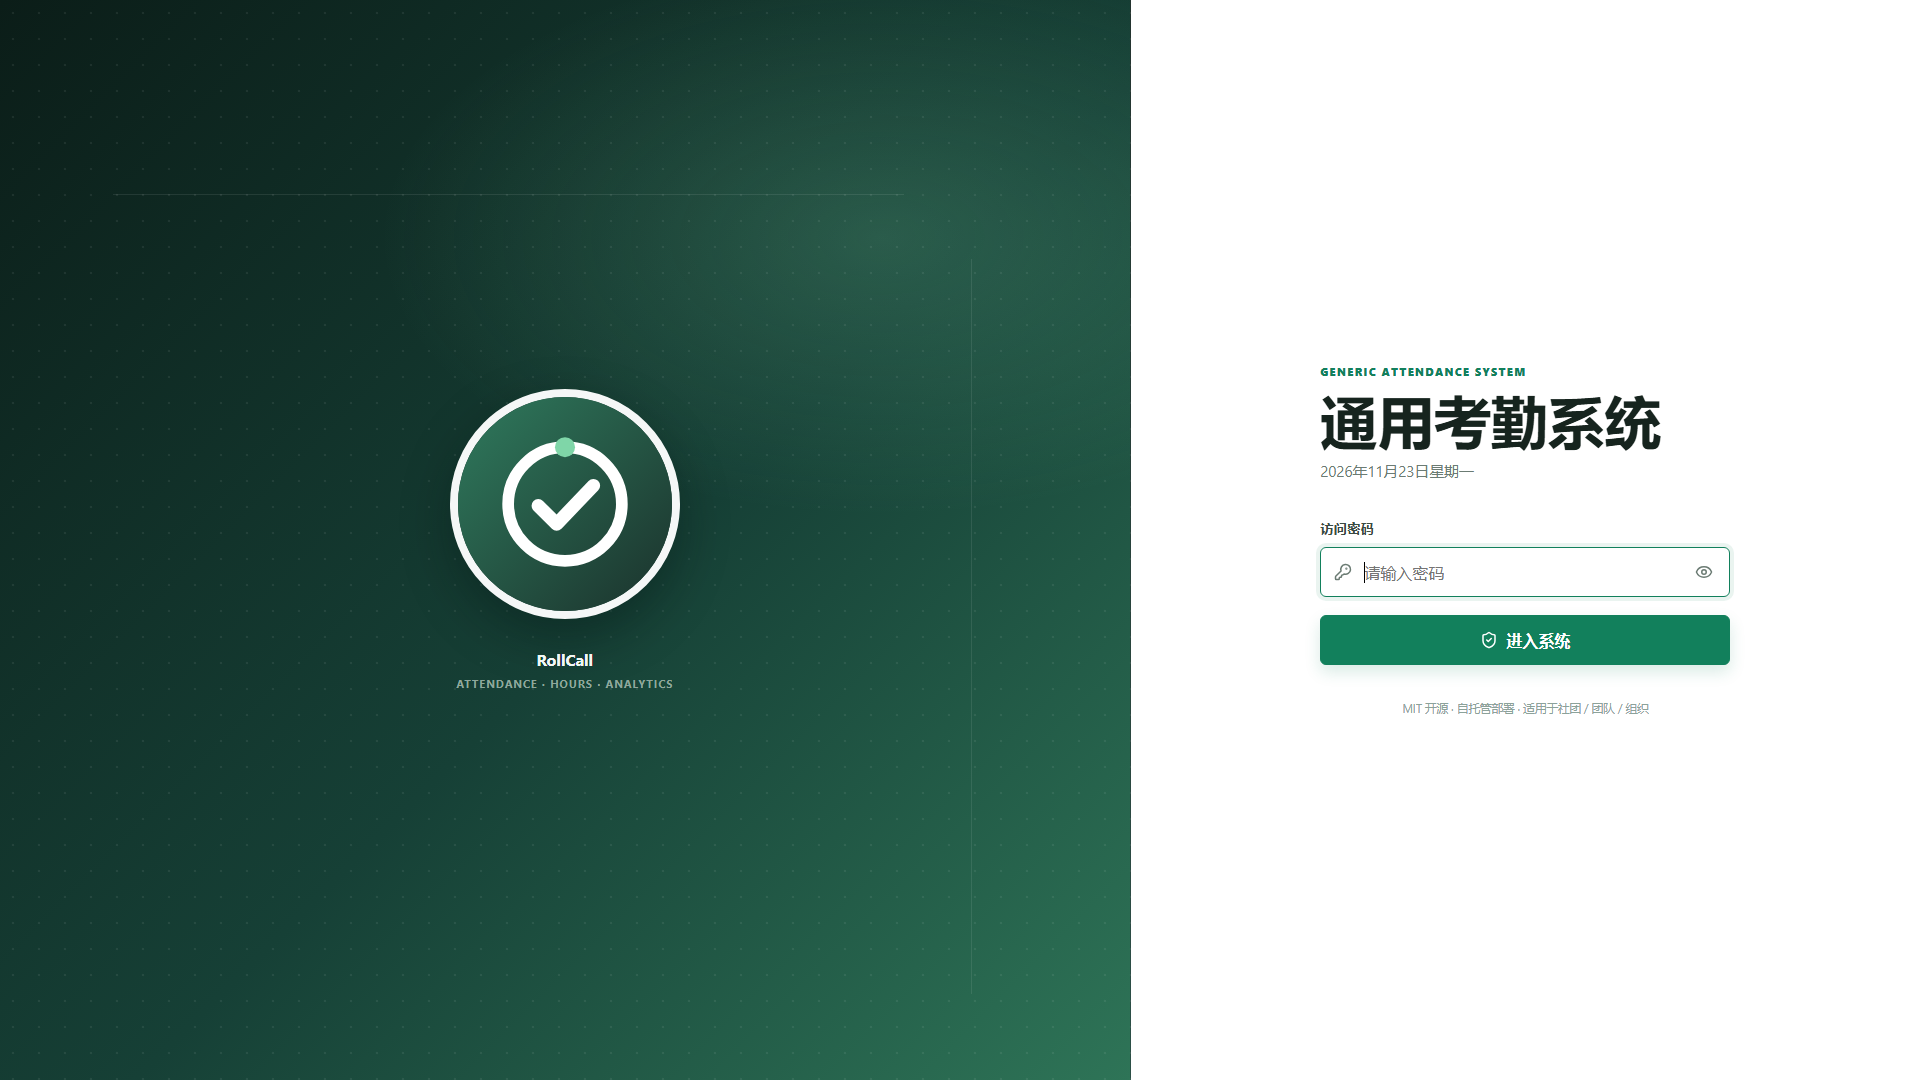 RollCall
ATTENDANCE · HOURS · ANALYTICS
GENERIC ATTENDANCE SYSTEM
通用考勤系统
2026年11月23日星期一
访问密码
请输入密码
进入系统
MIT 开源 · 自托管部署 · 适用于社团 / 团队 / 组织